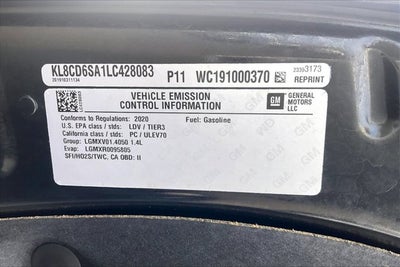 KL8CD6SA1LC428083 P11 WC191000370 23363173
201910311134 REPRINT
VEHICLE EMISSION
CONTROL INFORMATION
GM
GENERAL
MOTORS
LLC
Conforms to Regulations: 2020 Fuel: Gasoline
U.S. EPA class / stds: LDV / TIER3
California class / stds: PC / ULEV70
Group: LGMXV01.4050 1.4L
Evap: LGMXR0095805
SFI/HO2S/TWC, CA OBD: II